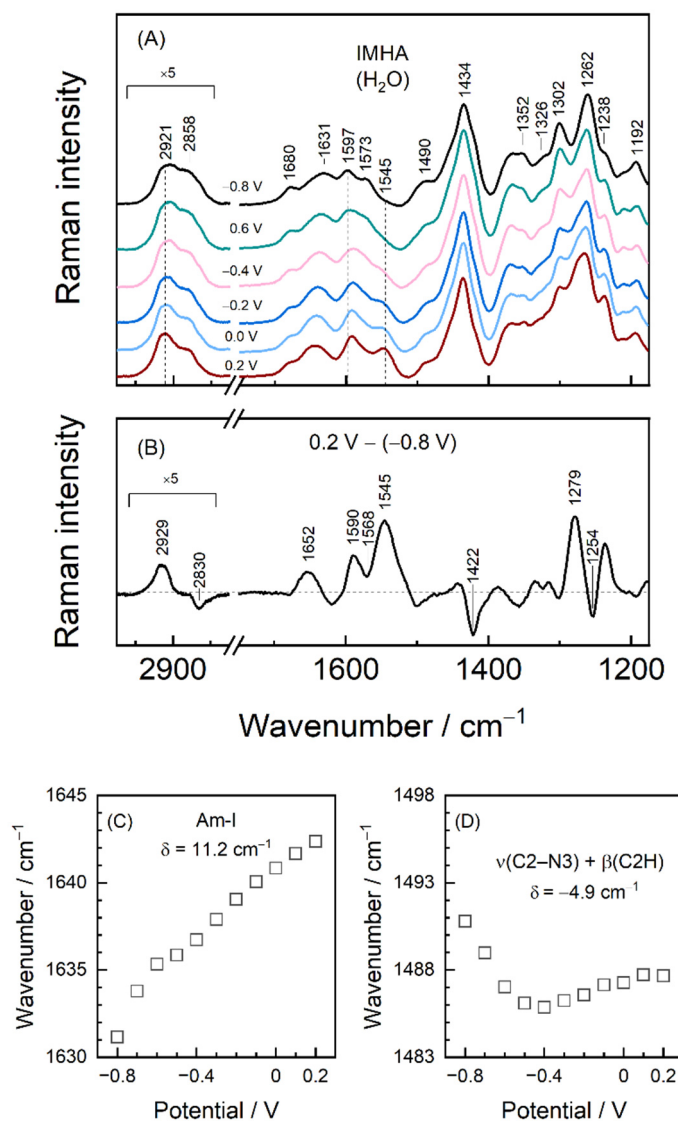 (A)
IMHA
(H2O)
×5
2921
2858
1680
−1631
1597
1573
1545
1490
1434
−1352
−1326
1302
1262
−1238
1192
−0.8 V
0.6 V
−0.4 V
−0.2 V
0.0 V
0.2 V
Raman intensity
(B)
0.2 V − (−0.8 V)
×5
2929
2830
1652
1590
1568
1545
1422
1279
1254
Raman intensity
2900 1600 1400 1200
Wavenumber / cm−1
(C)
Am-I
δ = 11.2 cm−1
1645
1640
1635
1630
Wavenumber / cm−1
−0.8 −0.4 0 0.2
Potential / V
(D)
ν(C2–N3) + β(C2H)
δ = −4.9 cm−1
1498
1493
1488
1483
Wavenumber / cm−1
−0.8 −0.4 0 0.2
Potential / V